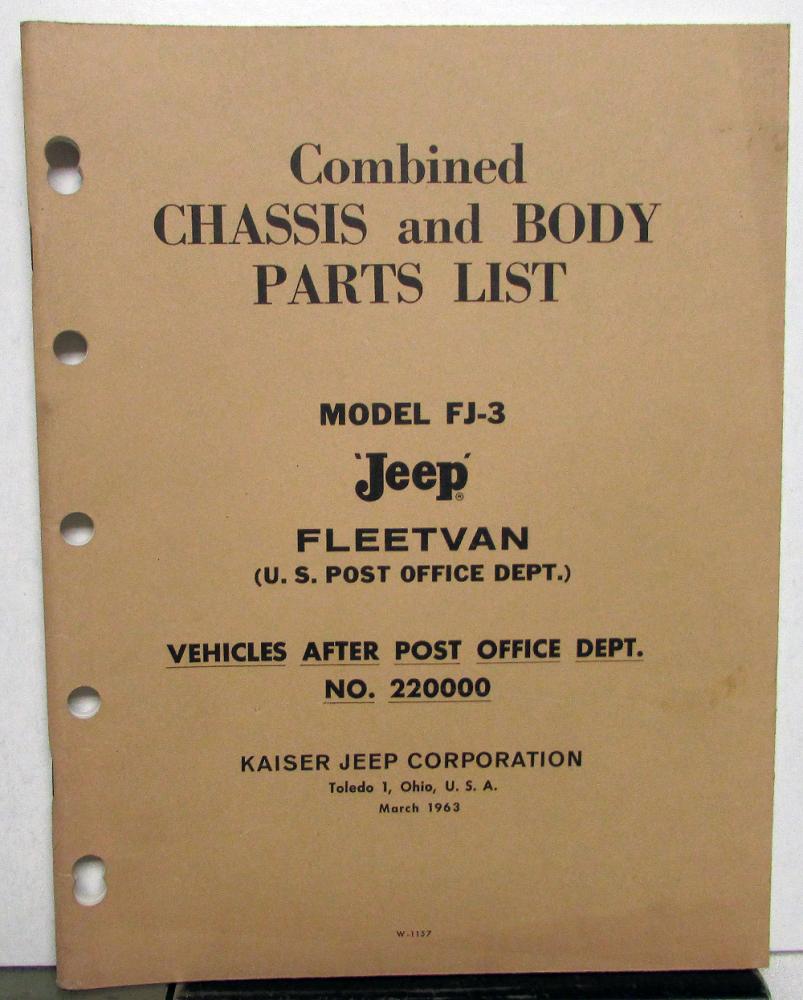 Combined
CHASSIS and BODY
PARTS LIST
MODEL FJ-3
'Jeep'®
FLEETVAN
(U. S. POST OFFICE DEPT.)
VEHICLES AFTER POST OFFICE DEPT.
NO. 220000
KAISER JEEP CORPORATION
Toledo 1, Ohio, U. S. A.
March 1963
W-1157